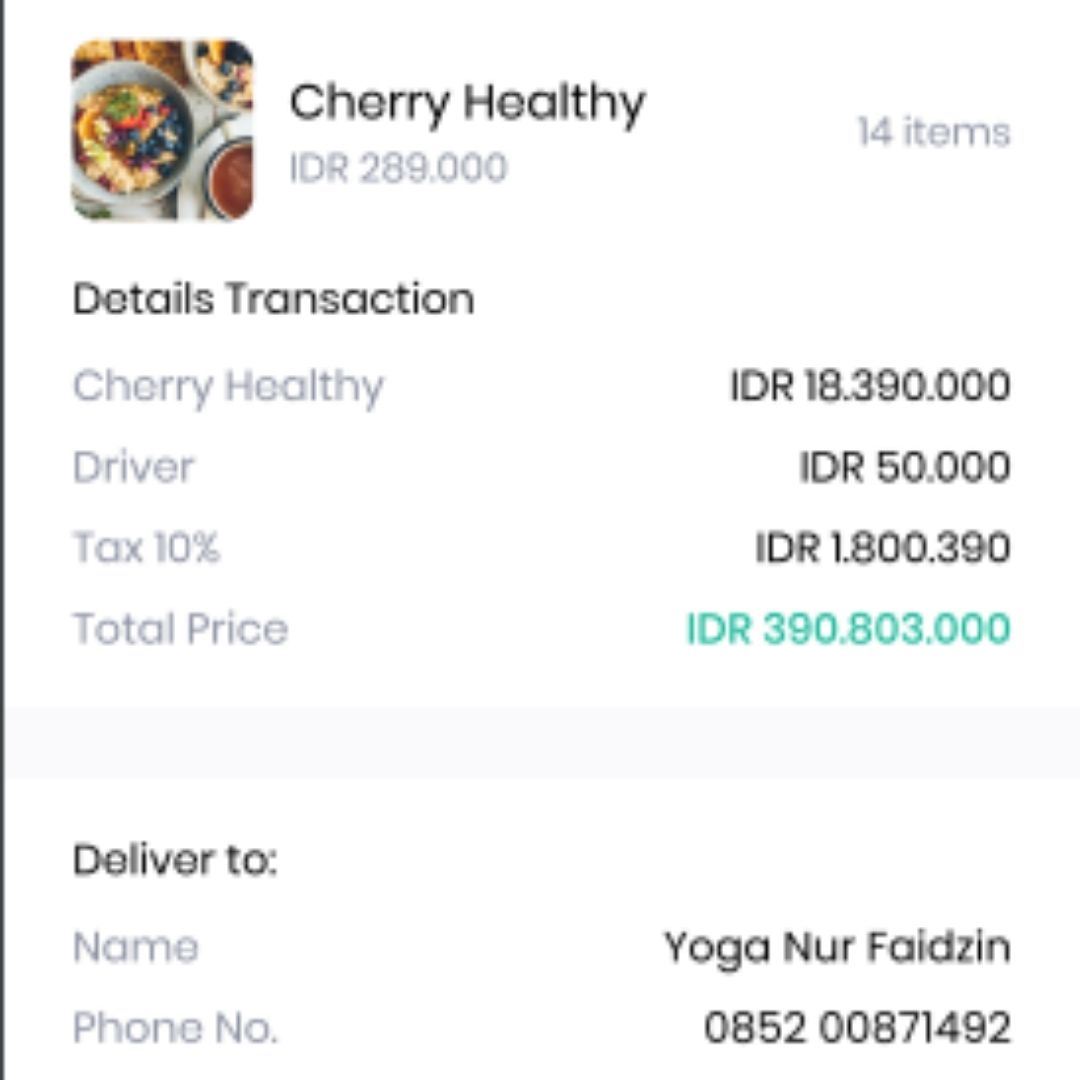 Cherry Healthy
IDR 289.000
14 items
Details Transaction
Cherry Healthy IDR 18.390.000
Driver IDR 50.000
Tax 10% IDR 1.800.390
Total Price IDR 390.803.000
Deliver to:
Name Yoga Nur Faidzin
Phone No. 0852 00871492